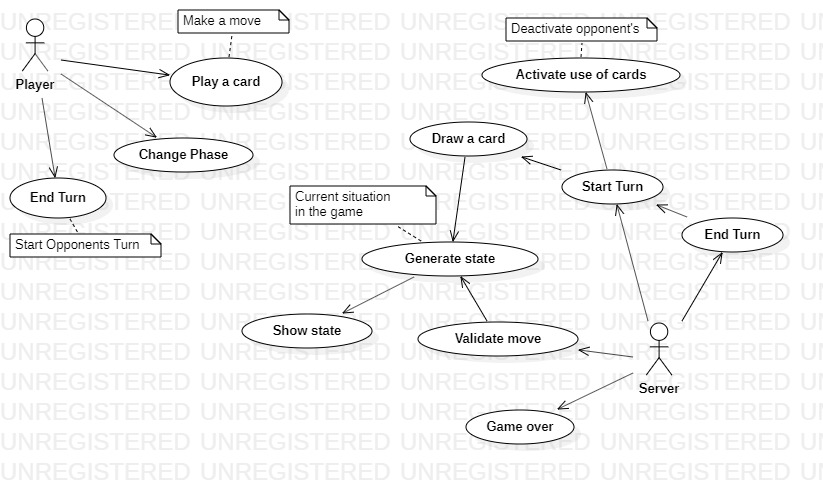 Make a move
Deactivate opponent's
Player
Play a card
Activate use of cards
Draw a card
Change Phase
End Turn
Start Turn
Current situation
in the game
Start Opponents Turn
End Turn
Generate state
Show state
Validate move
Server
Game over
UNREGISTERED